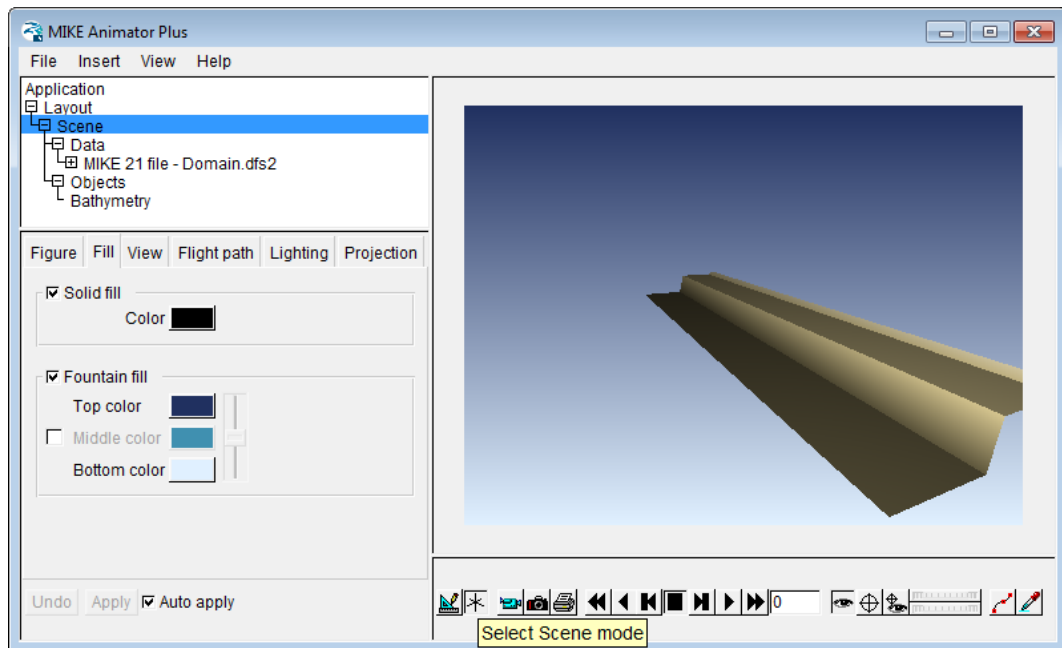 MIKE Animator Plus
File Insert View Help
Application
Layout
Scene
Data
MIKE 21 file - Domain.dfs2
Objects
Bathymetry
Figure Fill View Flight path Lighting Projection
Solid fill
Color
Fountain fill
Top color
Middle color
Bottom color
Undo Apply Auto apply
0
Select Scene mode